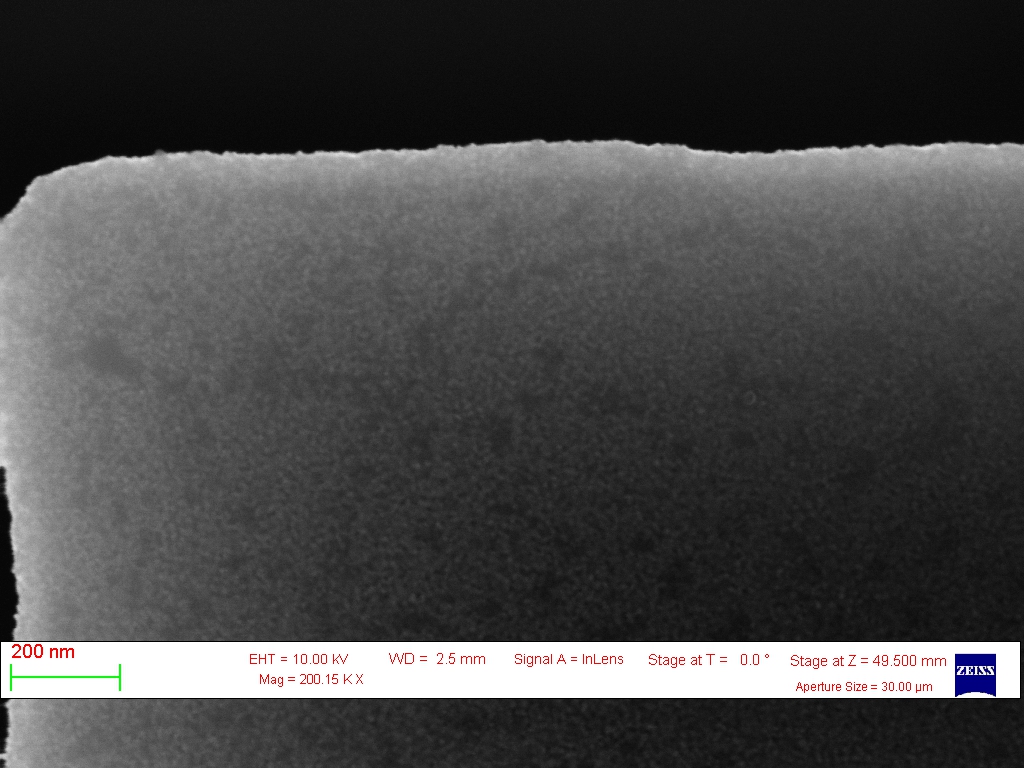 200 nm
EHT = 10.00 kV WD = 2.5 mm Signal A = InLens Stage at T = 0.0 ° Stage at Z = 49.500 mm
Mag = 200.15 K X Aperture Size = 30.00 µm
ZEISS